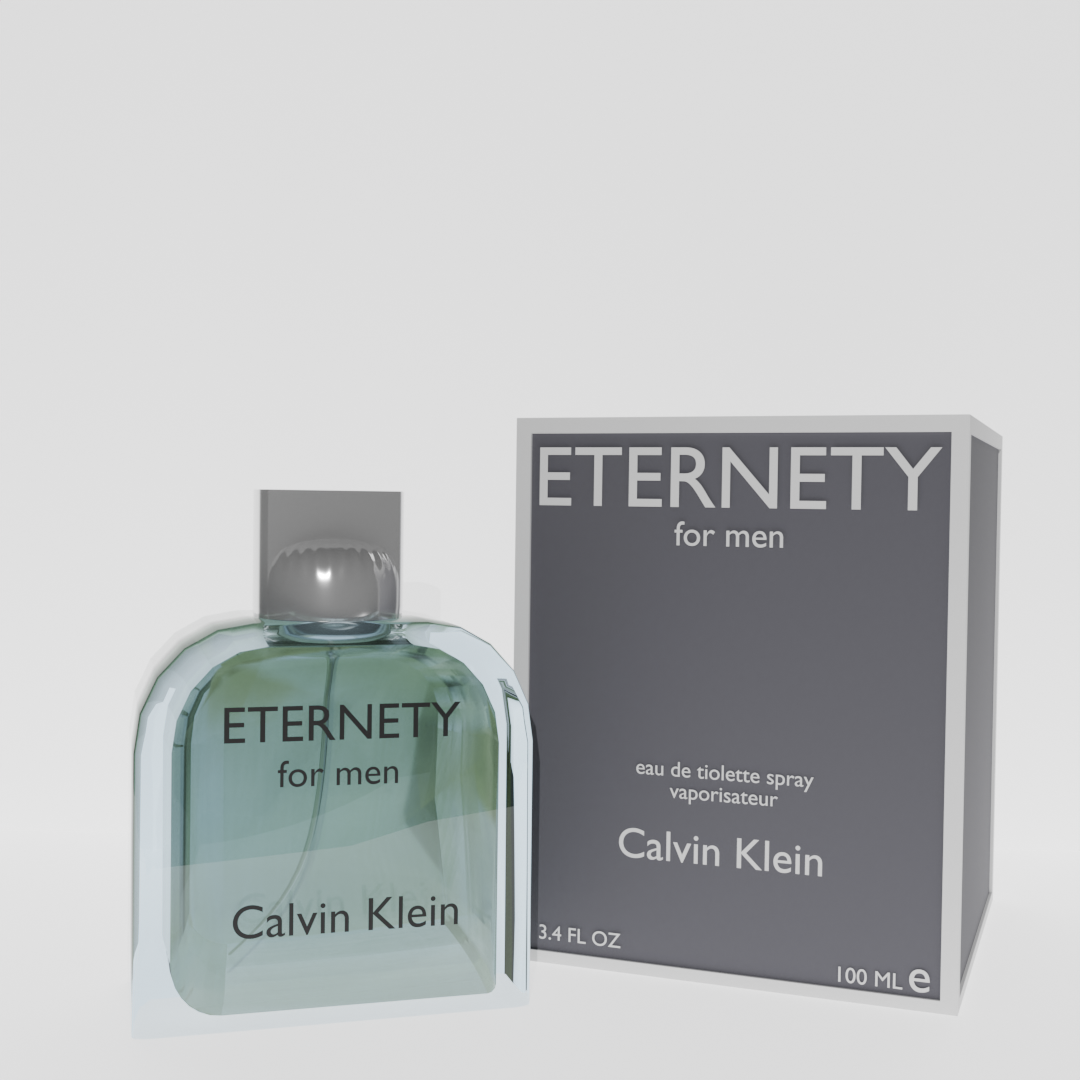 ETERNETY
for men
Calvin Klein
ETERNETY
for men
eau de tiolette spray
vaporisateur
Calvin Klein
3.4 FL OZ
100 ML e